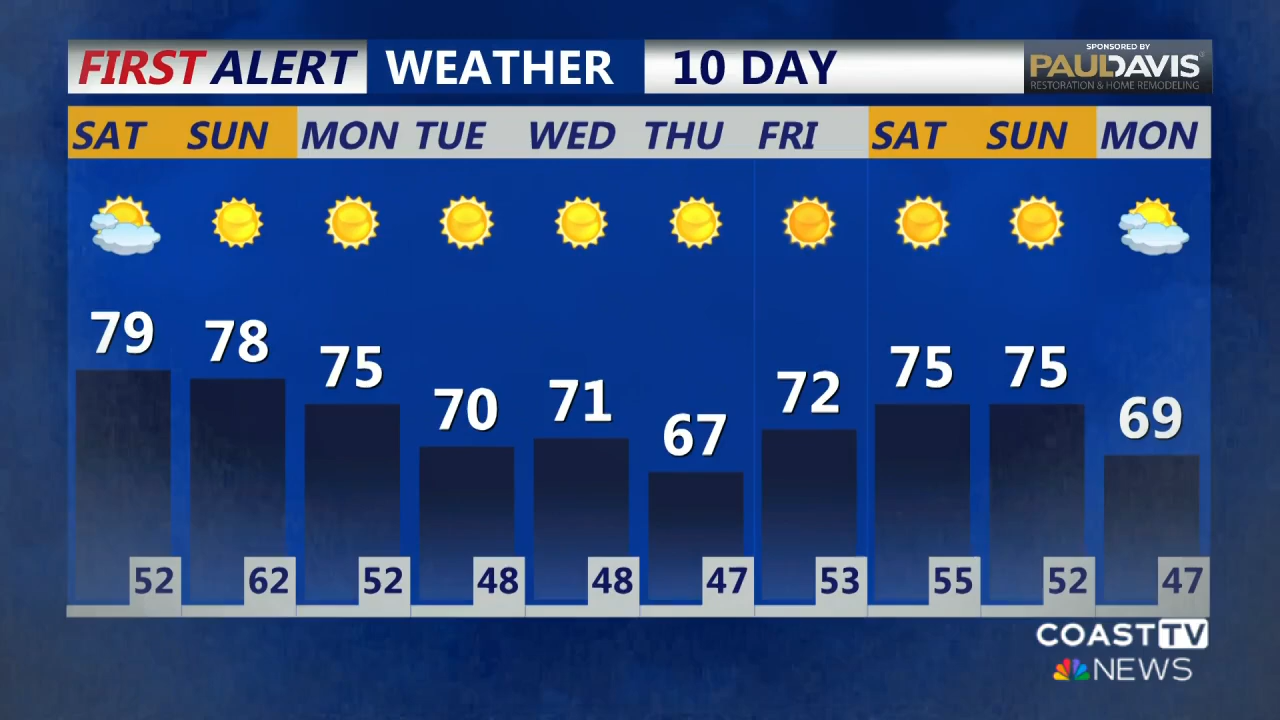 FIRST ALERT WEATHER 10 DAY
SPONSORED BY
PAUL DAVIS
RESTORATION & HOME REMODELING
SAT SUN MON TUE WED THU FRI SAT SUN MON
79 78 75 70 71 67 72 75 75 69
52 62 52 48 48 47 53 55 52 47
COAST TV
NEWS